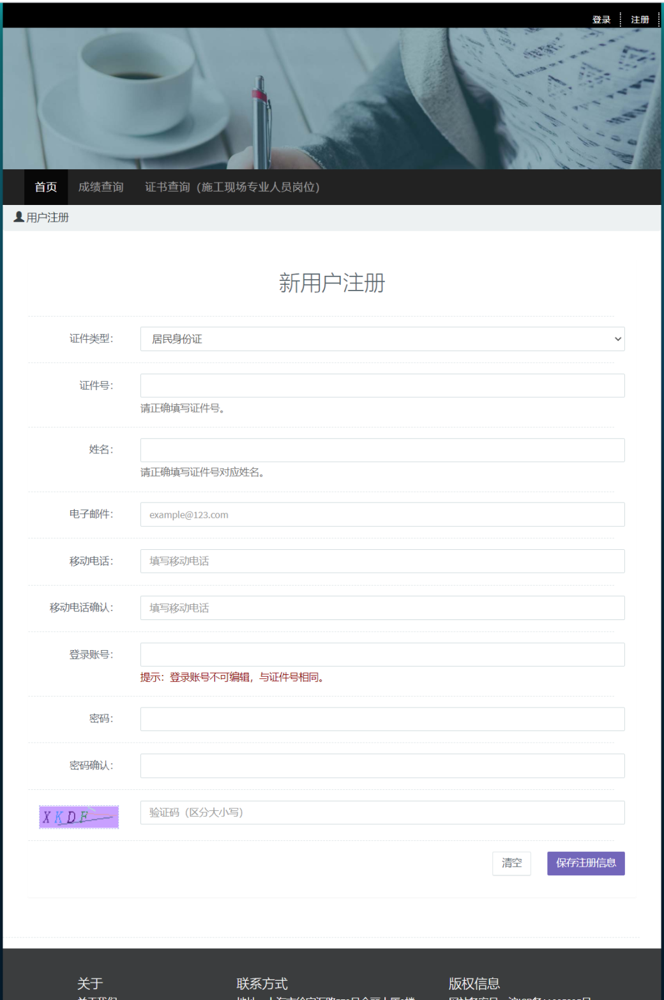 登录 注册
首页 成绩查询 证书查询（施工现场专业人员岗位）
用户注册
新用户注册
证件类型： 居民身份证
证件号：
请正确填写证件号。
姓名：
请正确填写证件号对应姓名。
电子邮件： example@123.com
移动电话： 填写移动电话
移动电话确认： 填写移动电话
登录账号：
提示：登录账号不可编辑，与证件号相同。
密码：
密码确认：
XKDF 验证码（区分大小写）
清空 保存注册信息
关于 联系方式 版权信息
关于我们